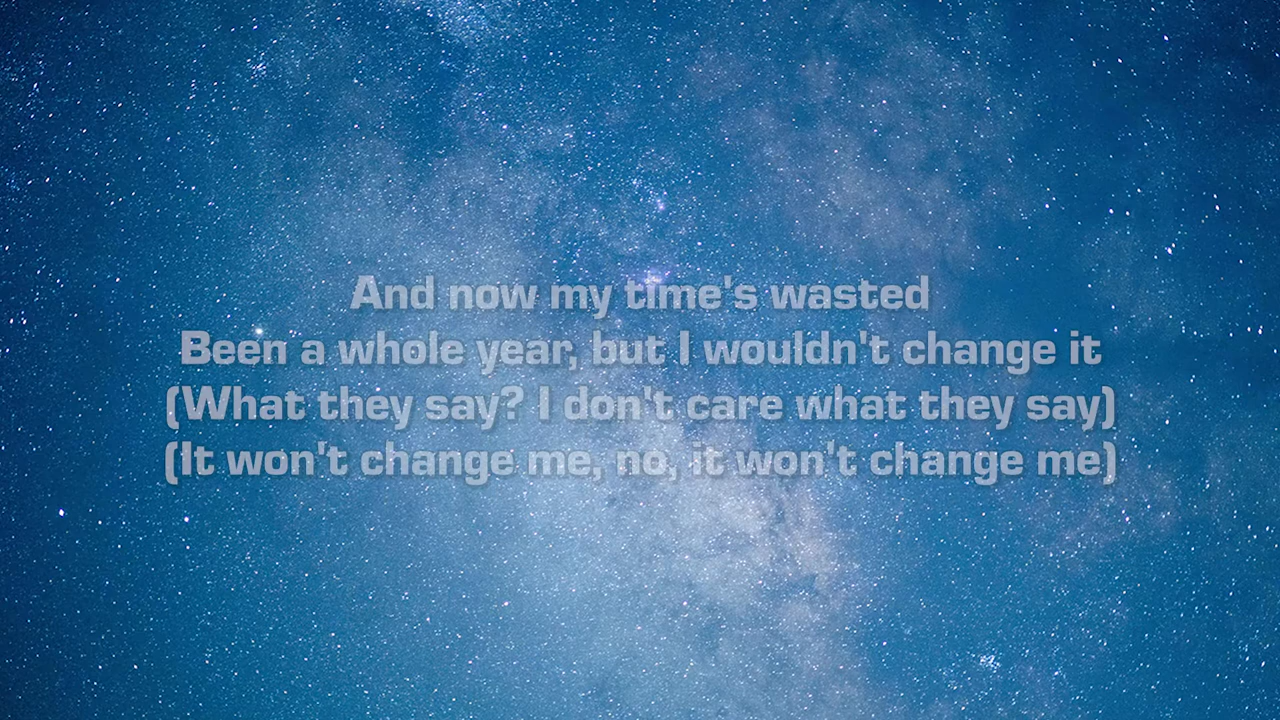 And now my time's wasted
Been a whole year, but I wouldn't change it
(What they say? I don't care what they say)
(It won't change me, no, it won't change me)